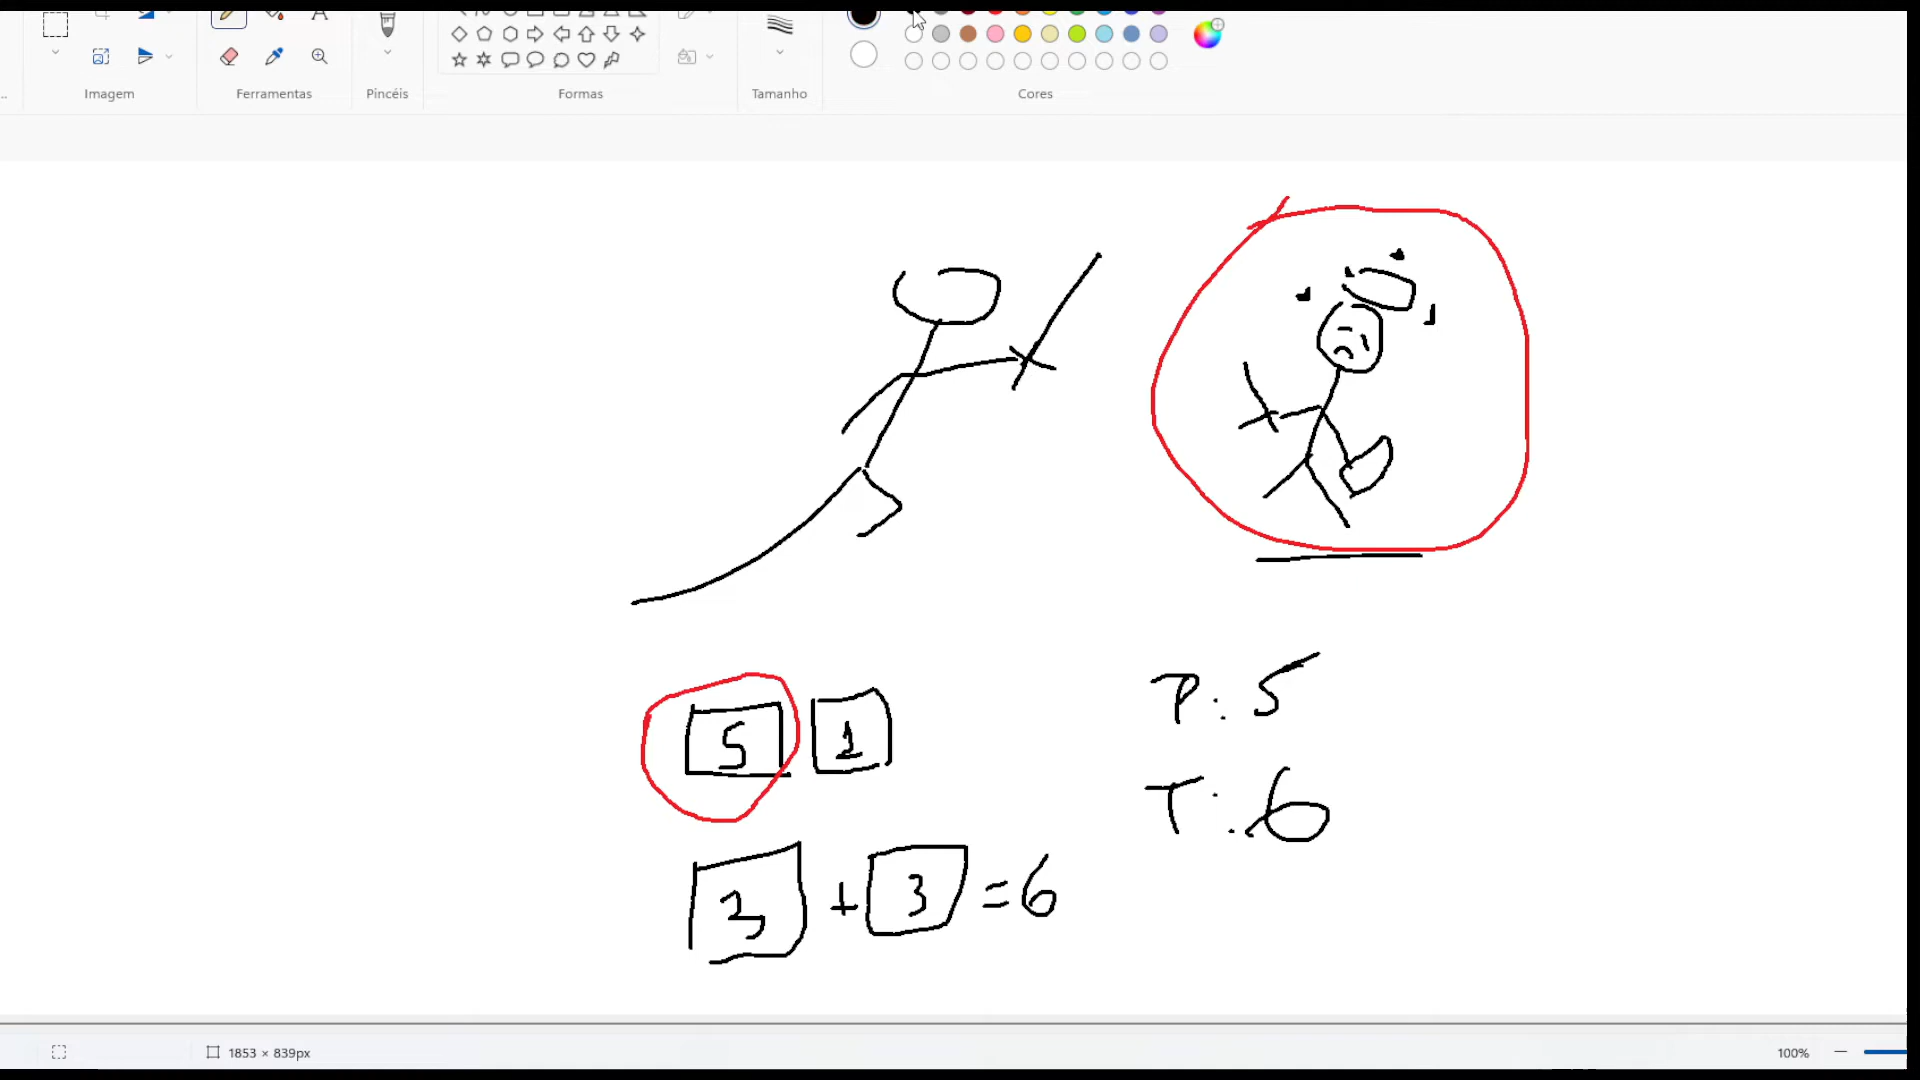 Imagem
Ferramentas
Pincéis
Formas
Tamanho
Cores
5 1
P: 5
T: 6
3 + 3 = 6
1853 × 839px
100%